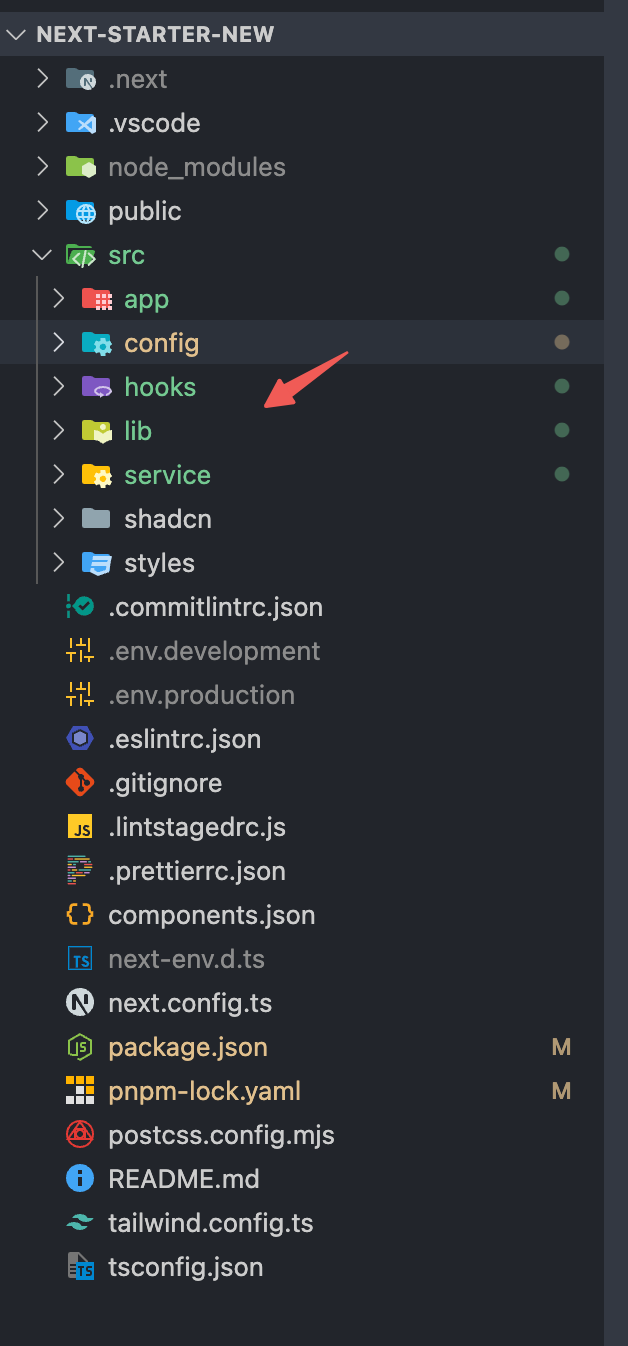 NEXT-STARTER-NEW
.next
.vscode
node_modules
public
src
app
config
hooks
lib
service
shadcn
styles
.commitlintrc.json
.env.development
.env.production
.eslintrc.json
.gitignore
.lintstagedrc.js
.prettierrc.json
components.json
next-env.d.ts
next.config.ts
package.json M
pnpm-lock.yaml M
postcss.config.mjs
README.md
tailwind.config.ts
tsconfig.json